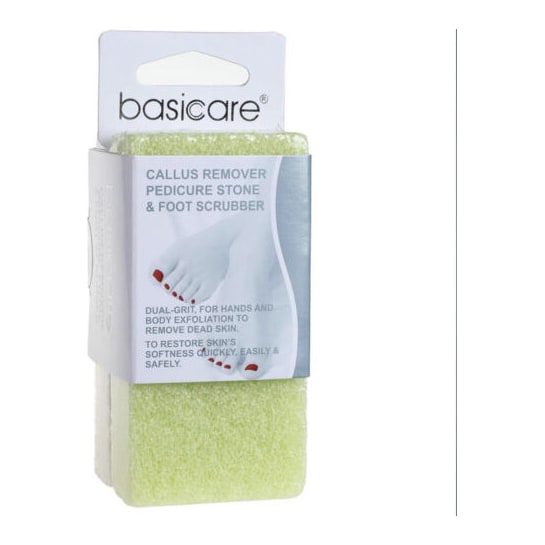 basicare®
CALLUS REMOVER
PEDICURE STONE
& FOOT SCRUBBER
DUAL-GRIT, FOR HANDS AND
BODY EXFOLIATION TO
REMOVE DEAD SKIN.
TO RESTORE SKIN'S
SOFTNESS QUICKLY, EASILY &
SAFELY.